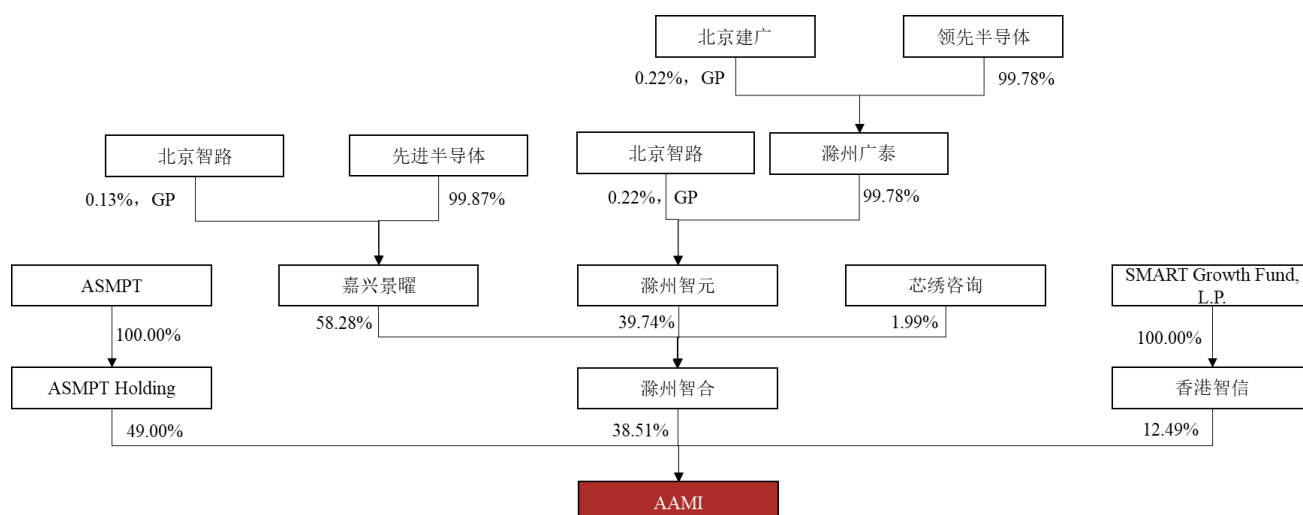 北京建广
领先半导体
0.22%，GP
99.78%
北京智路
先进半导体
北京智路
滁州广泰
0.13%，GP
99.87%
0.22%，GP
99.78%
ASMPT
嘉兴景曜
滁州智元
芯绣咨询
SMART Growth Fund,
L.P.
100.00%
58.28%
39.74%
1.99%
100.00%
ASMPT Holding
滁州智合
香港智信
49.00%
38.51%
12.49%
AAMI